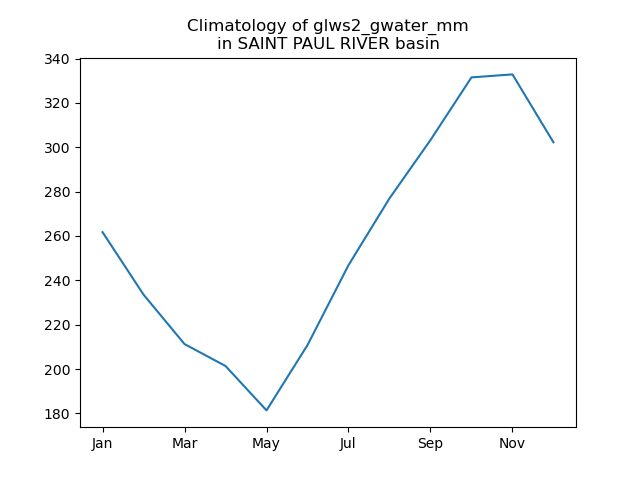 Climatology of glws2_gwater_mm
in SAINT PAUL RIVER basin
340
320
300
280
260
240
220
200
180
Jan
Mar
May
Jul
Sep
Nov